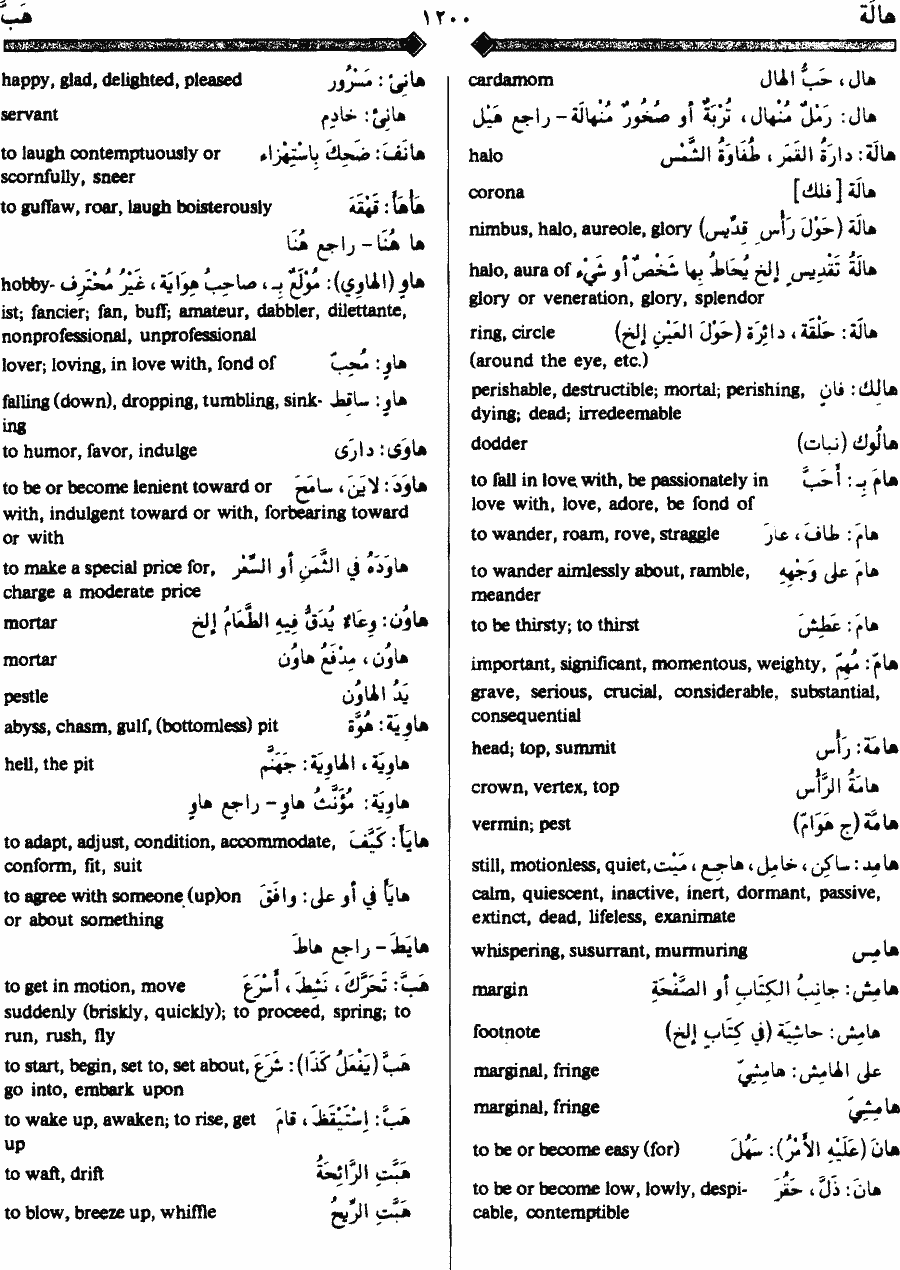 هالَة
١٢٠٠
هَبَّ
cardamom هال ، حَبُّ الهَال
هال: رَمْلٌ مُنْهال، تُرْبَةٌ أو صُخُورٌ مُنْهالَة – راجع هَيْل
halo هالَة: دارَةُ القَمَر ، طُفَاوَةُ الشَّمْس
corona هالَة [فلك]
nimbus, halo, aureole, glory هالَة (حَوْلَ رَأْسِ قِدِّيس)
halo, aura of هالَةُ تَقْدِيسٍ إلخ يُحَاطُ بِها شَخْصٌ أو شَيْء
glory or veneration, glory, splendor
ring, circle هالَة: حَلْقَة، دائِرَة (حَوْلَ العَيْنِ إلخ)
(around the eye, etc.)
perishable, destructible; mortal; perishing, هالِك: فانٍ
dying; dead; irredeemable
dodder هالُوك (نبات)
to fall in love with, be passionately in هامَ بِـ: أَحَبَّ
love with, love, adore, be fond of
to wander, roam, rove, straggle هامَ: طافَ، عارَ
to wander aimlessly about, ramble, هامَ على وَجْهِهِ
meander
to be thirsty; to thirst هامَ: عَطِشَ
important, significant, momentous, weighty, هامّ: مُهِمّ
grave, serious, crucial, considerable, substantial,
consequential
head; top, summit هامَة: رَأْس
crown, vertex, top هامَةُ الرَّأْس
vermin; pest هامَّة (ج هَوَامّ)
still, motionless, quiet, هامِد: ساكِن، خامِل، هاجِع، مَيْت
calm, quiescent, inactive, inert, dormant, passive,
extinct, dead, lifeless, exanimate
whispering, susurrant, murmuring هامِس
margin هامِش: جانِبُ الكِتَابِ أو الصَّفْحَة
footnote هامِش: حاشِيَة (في كِتَابٍ إلخ)
marginal, fringe على الهَامِش: هامِشِيّ
marginal, fringe هامِشِيّ
to be or become easy (for) هانَ (عَلَيْهِ الأَمْرُ): سَهُلَ
to be or become low, lowly, despi- هانَ: ذَلَّ، حَقُرَ
cable, contemptible
happy, glad, delighted, pleased هانِئ: مَسْرُور
servant هانِئ: خادِم
to laugh contemptuously or هانَفَ: ضَحِكَ بِاسْتِهْزاء
scornfully, sneer
to guffaw, roar, laugh boisterously هَأْهَأَ: قَهْقَهَ
ها هُنَا – راجع هُنَا
hobby- هاوٍ (الهاوِي): مُوْلَعٌ بِـ، صاحِبُ هِوَايَة، غَيْرُ مُحْتَرِف
ist; fancier; fan, buff; amateur, dabbler, dilettante,
nonprofessional, unprofessional
lover; loving, in love with, fond of هاوٍ: مُحِبّ
falling (down), dropping, tumbling, sink- هاوٍ: ساقِط
ing
to humor, favor, indulge هاوَى: دارَى
to be or become lenient toward or هاوَدَ: لايَنَ، سامَحَ
with, indulgent toward or with, forbearing toward
or with
to make a special price for, هاوَدَهُ في الثَّمَنِ أو السِّعْرِ
charge a moderate price
mortar هاوُن: وِعَاءٌ يُدَقُّ فِيهِ الطَّعَامُ إلخ
mortar هاوُن، مِدْفَعُ هاوُن
pestle يَدُ الهَاوُن
abyss, chasm, gulf, (bottomless) pit هاوِيَة: هُوَّة
hell, the pit هاوِيَة، الهاوِيَة: جَهَنَّم
هاوِيَة: مُؤَنَّثُ هاوٍ – راجع هاوٍ
to adapt, adjust, condition, accommodate, هايَأَ: كَيَّفَ
conform, fit, suit
to agree with someone (up)on هايَأَ في أو على: وافَقَ
or about something
هايَطَ – راجع هاطَ
to get in motion, move هَبَّ: تَحَرَّكَ، نَشِطَ، أَسْرَعَ
suddenly (briskly, quickly); to proceed, spring; to
run, rush, fly
to start, begin, set to, set about, هَبَّ (يَفْعَلُ كَذَا): شَرَعَ
go into, embark upon
to wake up, awaken; to rise, get هَبَّ: اِسْتَيْقَظَ، قامَ
up
to waft, drift هَبَّتِ الرَّائِحَةُ
to blow, breeze up, whiffle هَبَّتِ الرِّيحُ